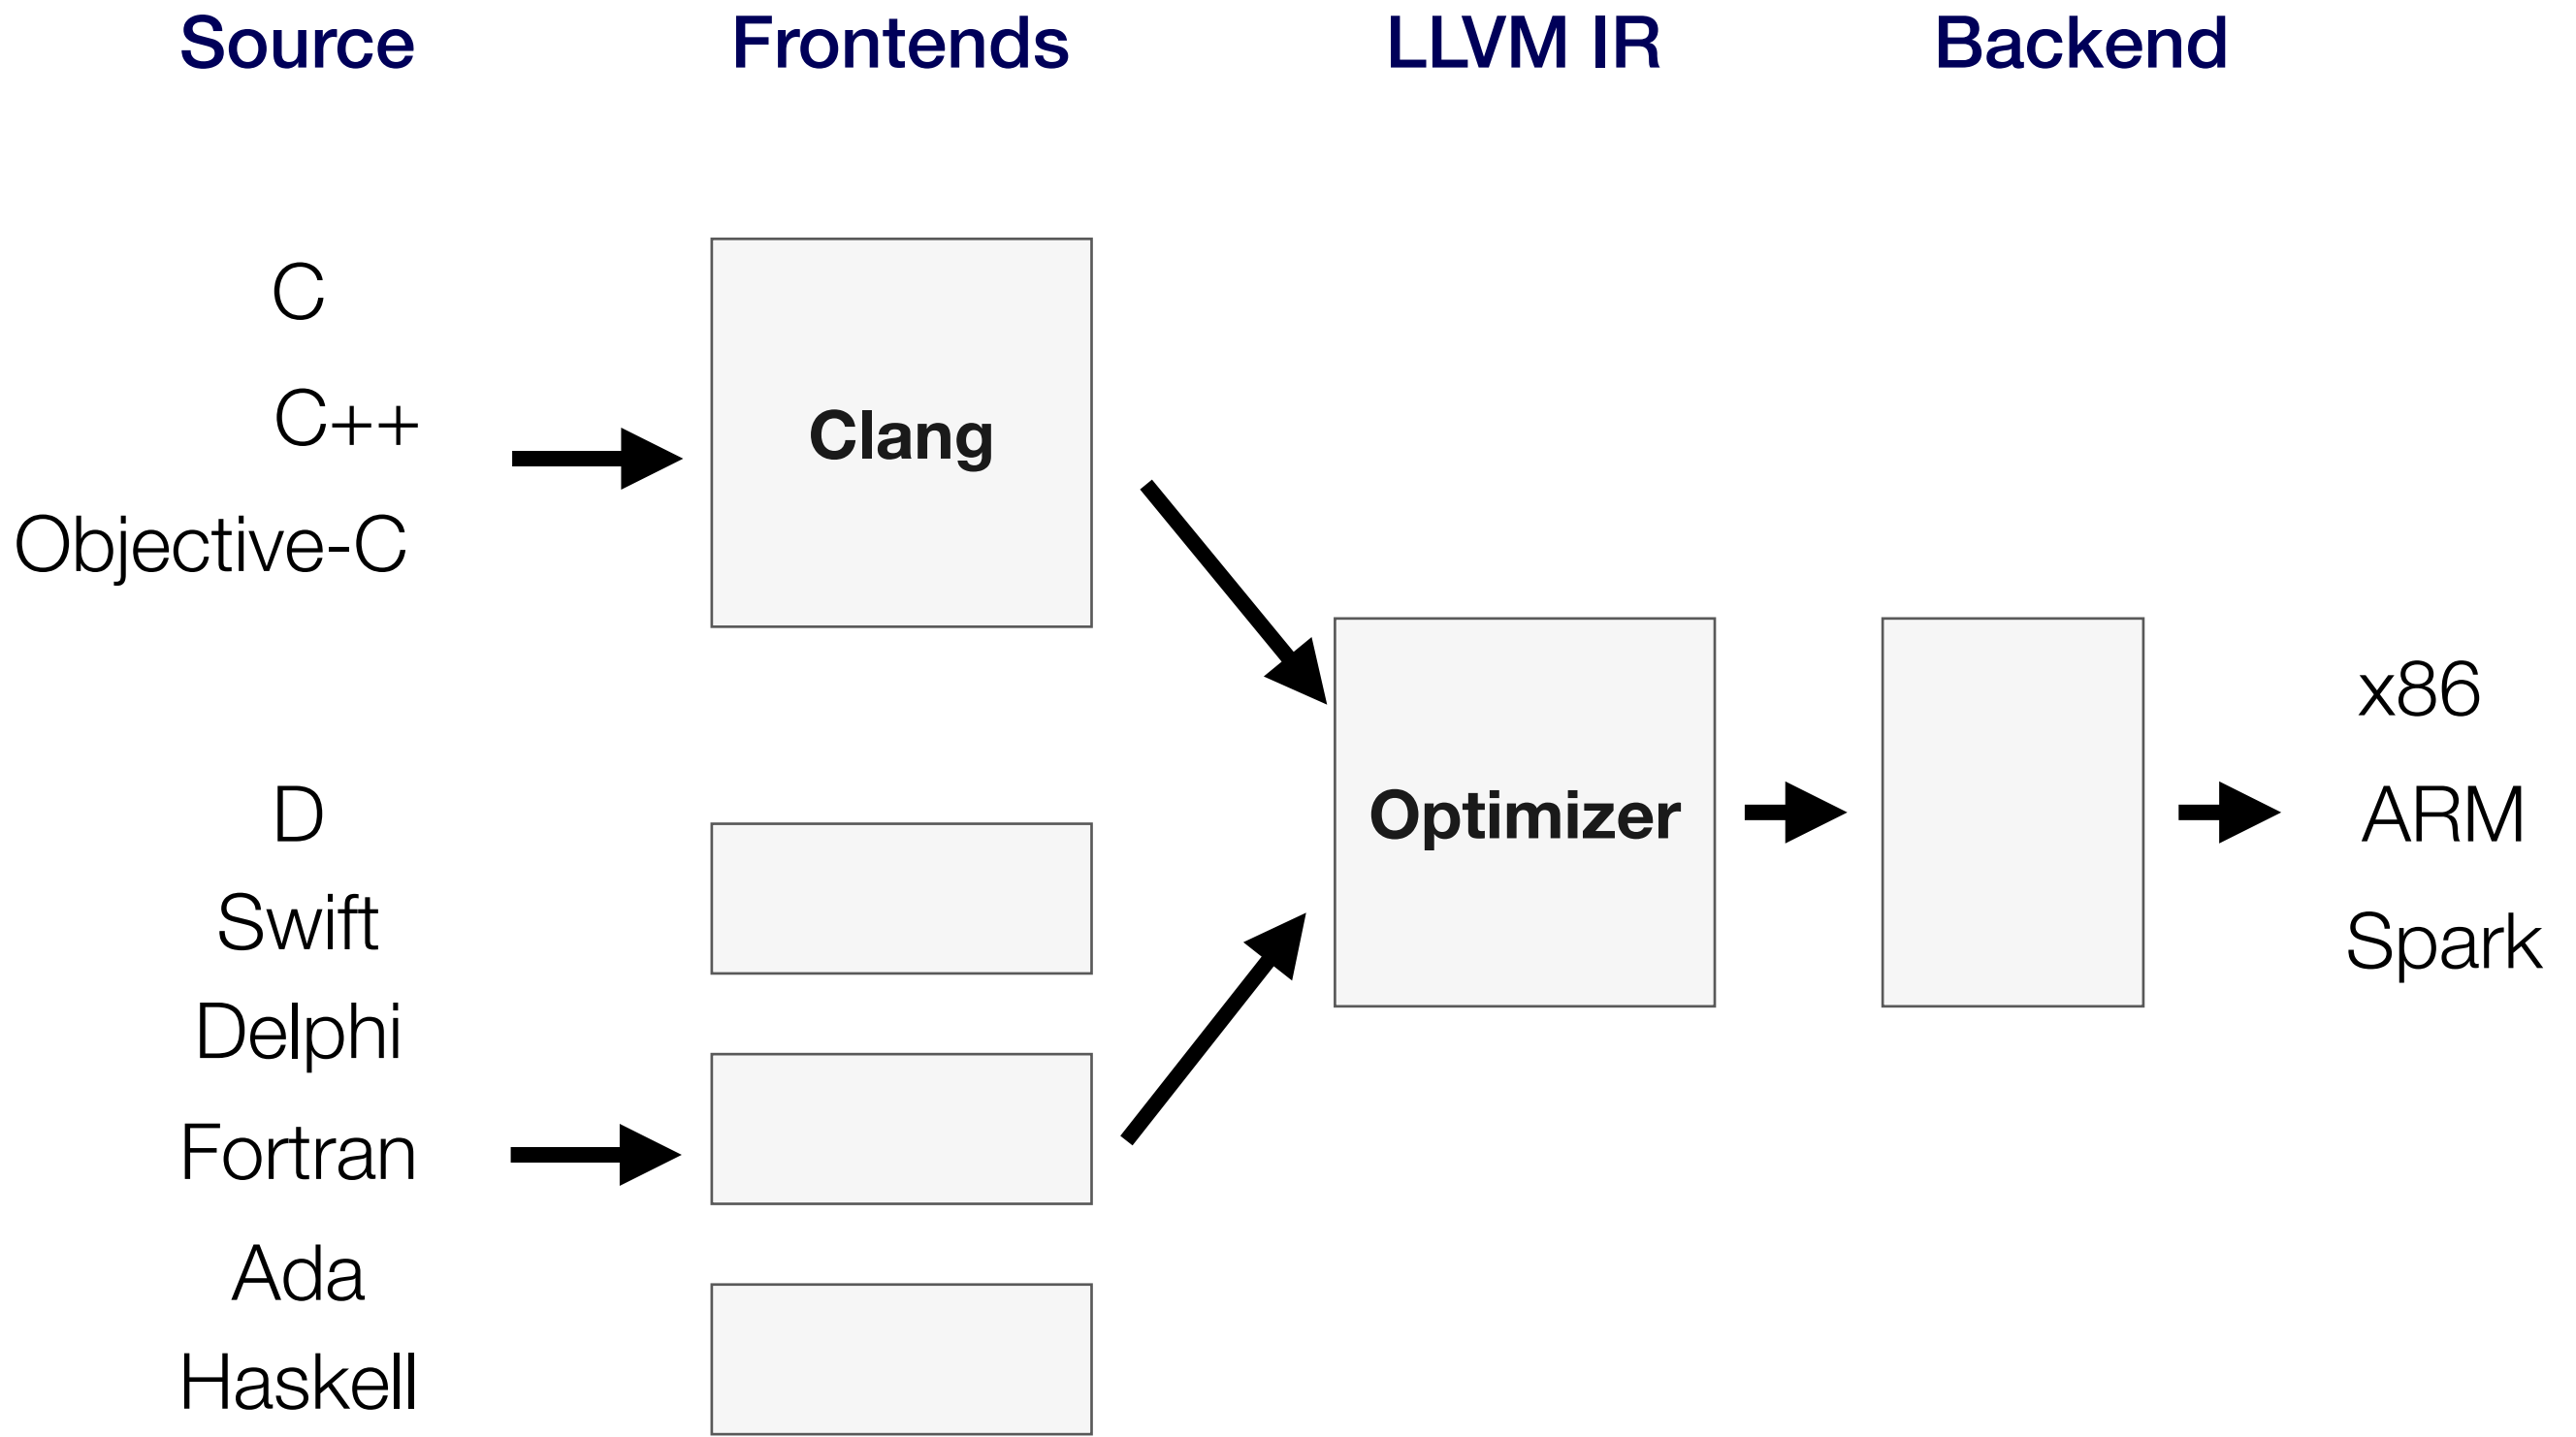 Source Frontends LLVM IR Backend
C
C++
Objective-C
Clang
D
Swift
Delphi
Fortran
Ada
Haskell
Optimizer
x86
ARM
Spark